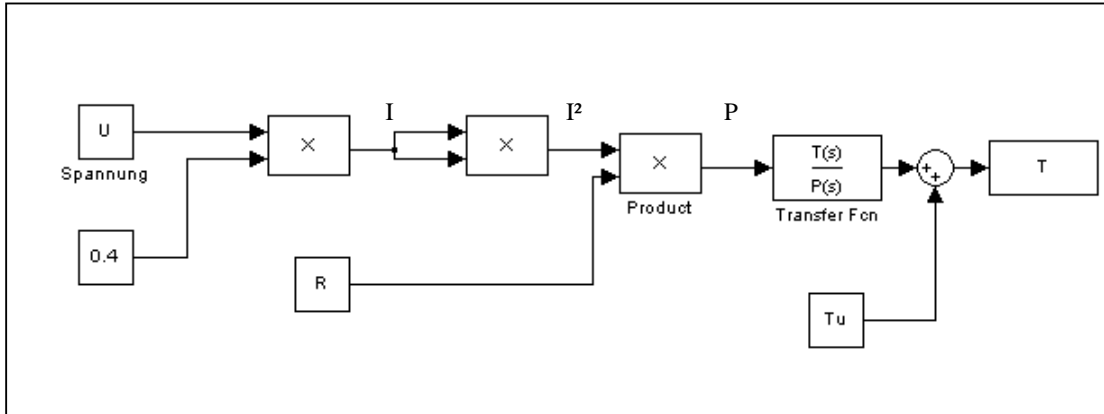 I
I²
P
U
×
×
×
T(s)
P(s)
+
+
T
Spannung
Product
Transfer Fcn
0.4
R
Tu